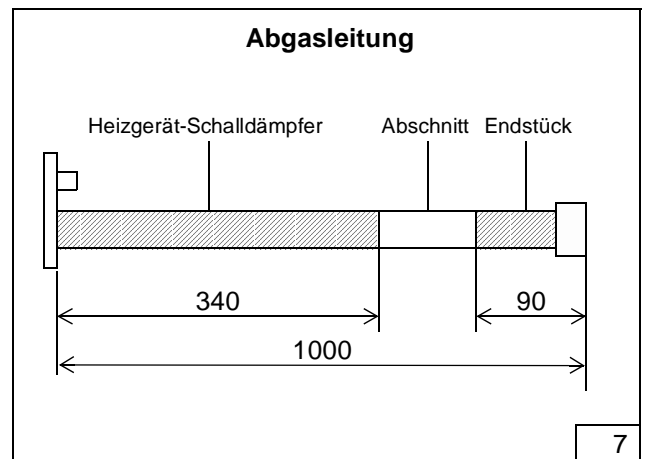 Abgasleitung
Heizgerät-Schalldämpfer Abschnitt Endstück
340 90
1000
7